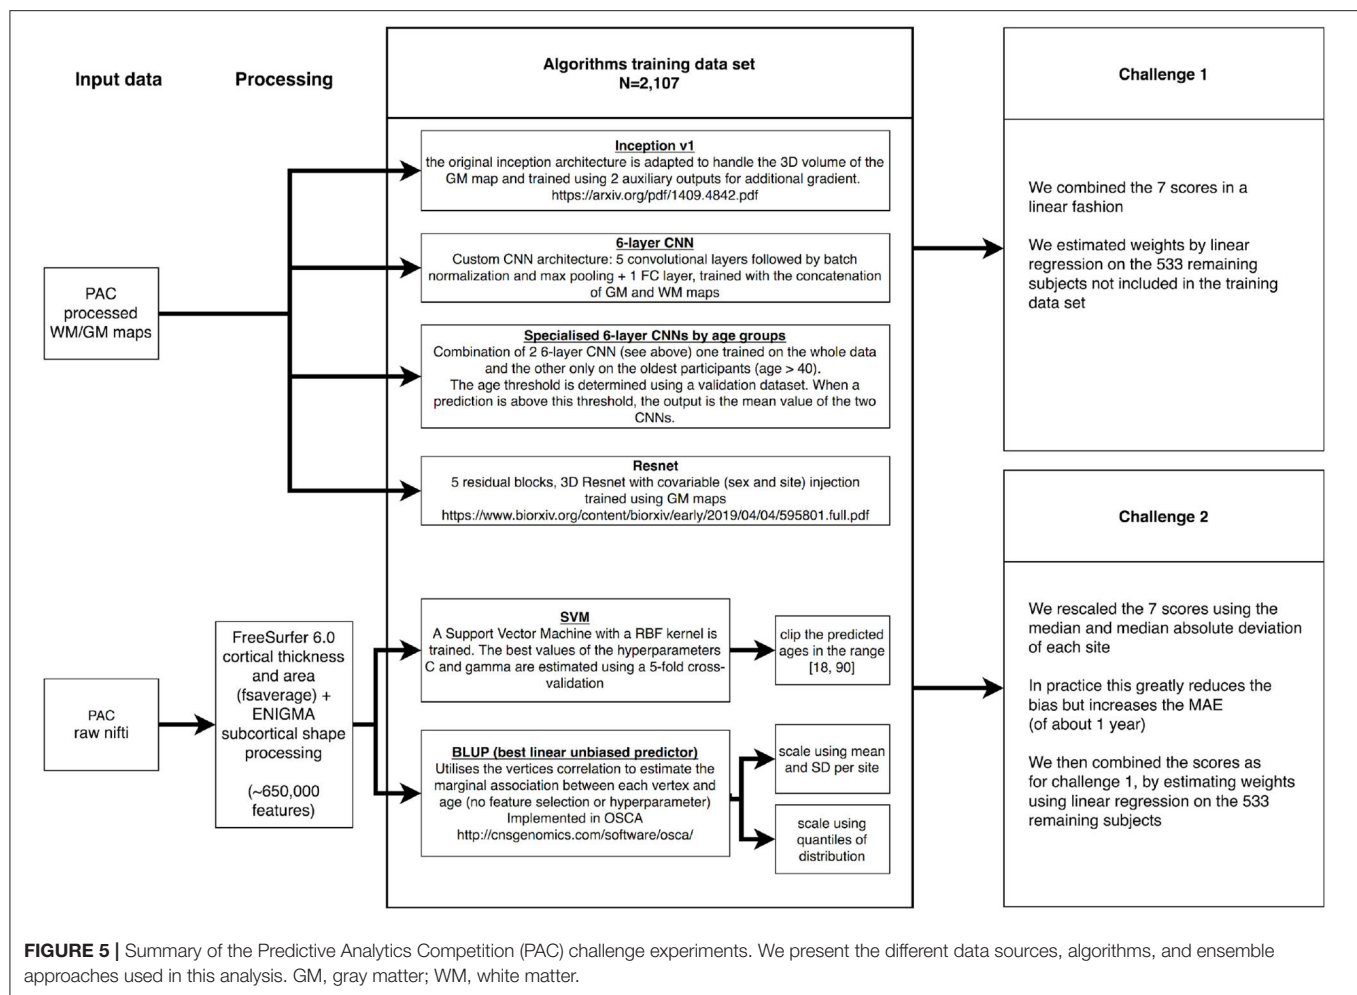 Input data
Processing
Algorithms training data set
N=2,107
Inception v1
the original inception architecture is adapted to handle the 3D volume of the
GM map and trained using 2 auxiliary outputs for additional gradient.
https://arxiv.org/pdf/1409.4842.pdf
6-layer CNN
Custom CNN architecture: 5 convolutional layers followed by batch
normalization and max pooling + 1 FC layer, trained with the concatenation
of GM and WM maps
PAC
processed
WM/GM maps
Specialised 6-layer CNNs by age groups
Combination of 2 6-layer CNN (see above) one trained on the whole data
and the other only on the oldest participants (age > 40).
The age threshold is determined using a validation dataset. When a
prediction is above this threshold, the output is the mean value of the two
CNNs.
Resnet
5 residual blocks, 3D Resnet with covariable (sex and site) injection
trained using GM maps
https://www.biorxiv.org/content/biorxiv/early/2019/04/04/595801.full.pdf
PAC
raw nifti
FreeSurfer 6.0
cortical thickness
and area
(fsaverage) +
ENIGMA
subcortical shape
processing
(~650,000
features)
SVM
A Support Vector Machine with a RBF kernel is
trained. The best values of the hyperparameters
C and gamma are estimated using a 5-fold cross-
validation
clip the predicted
ages in the range
[18, 90]
BLUP (best linear unbiased predictor)
Utilises the vertices correlation to estimate the
marginal association between each vertex and
age (no feature selection or hyperparameter)
Implemented in OSCA
http://cnsgenomics.com/software/osca/
scale using mean
and SD per site
scale using
quantiles of
distribution
Challenge 1
We combined the 7 scores in a
linear fashion
We estimated weights by linear
regression on the 533 remaining
subjects not included in the training
data set
Challenge 2
We rescaled the 7 scores using the
median and median absolute deviation
of each site
In practice this greatly reduces the
bias but increases the MAE
(of about 1 year)
We then combined the scores as
for challenge 1, by estimating weights
using linear regression on the 533
remaining subjects
FIGURE 5 | Summary of the Predictive Analytics Competition (PAC) challenge experiments. We present the different data sources, algorithms, and ensemble
approaches used in this analysis. GM, gray matter; WM, white matter.